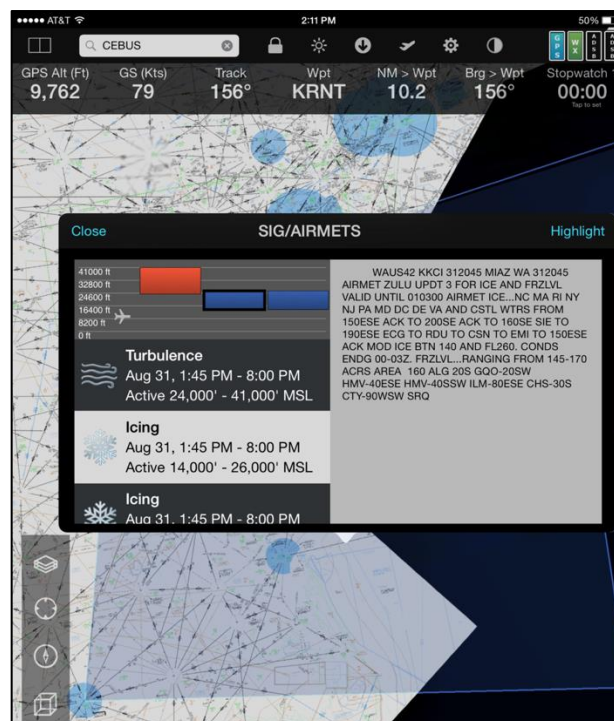 ●●●●● AT&T 2:11 PM 50%
CEBUS
GPS WX ADSB ADSB
GPS Alt (Ft) GS (Kts) Track Wpt NM > Wpt Brg > Wpt Stopwatch
9,762 79 156° KRNT 10.2 156° 00:00
Tap to set
Close SIG/AIRMETS Highlight
41000 ft
32800 ft
24600 ft
16400 ft
8200 ft
0 ft
Turbulence
Aug 31, 1:45 PM - 8:00 PM
Active 24,000' - 41,000' MSL
Icing
Aug 31, 1:45 PM - 8:00 PM
Active 14,000' - 26,000' MSL
Icing
Aug 31, 1:45 PM - 8:00 PM
WAUS42 KKCI 312045 MIAZ WA 312045
AIRMET ZULU UPDT 3 FOR ICE AND FRZLVL
VALID UNTIL 010300 AIRMET ICE...NC MA RI NY
NJ PA MD DC DE VA AND CSTL WTRS FROM
150ESE ACK TO 200SE ACK TO 160SE SIE TO
190ESE ECG TO RDU TO CSN TO EMI TO 150ESE
ACK MOD ICE BTN 140 AND FL260. CONDS
ENDG 00-03Z. FRZLVL...RANGING FROM 145-170
ACRS AREA 160 ALG 20S GQO-20SW
HMV-40ESE HMV-40SSW ILM-80ESE CHS-30S
CTY-90WSW SRQ